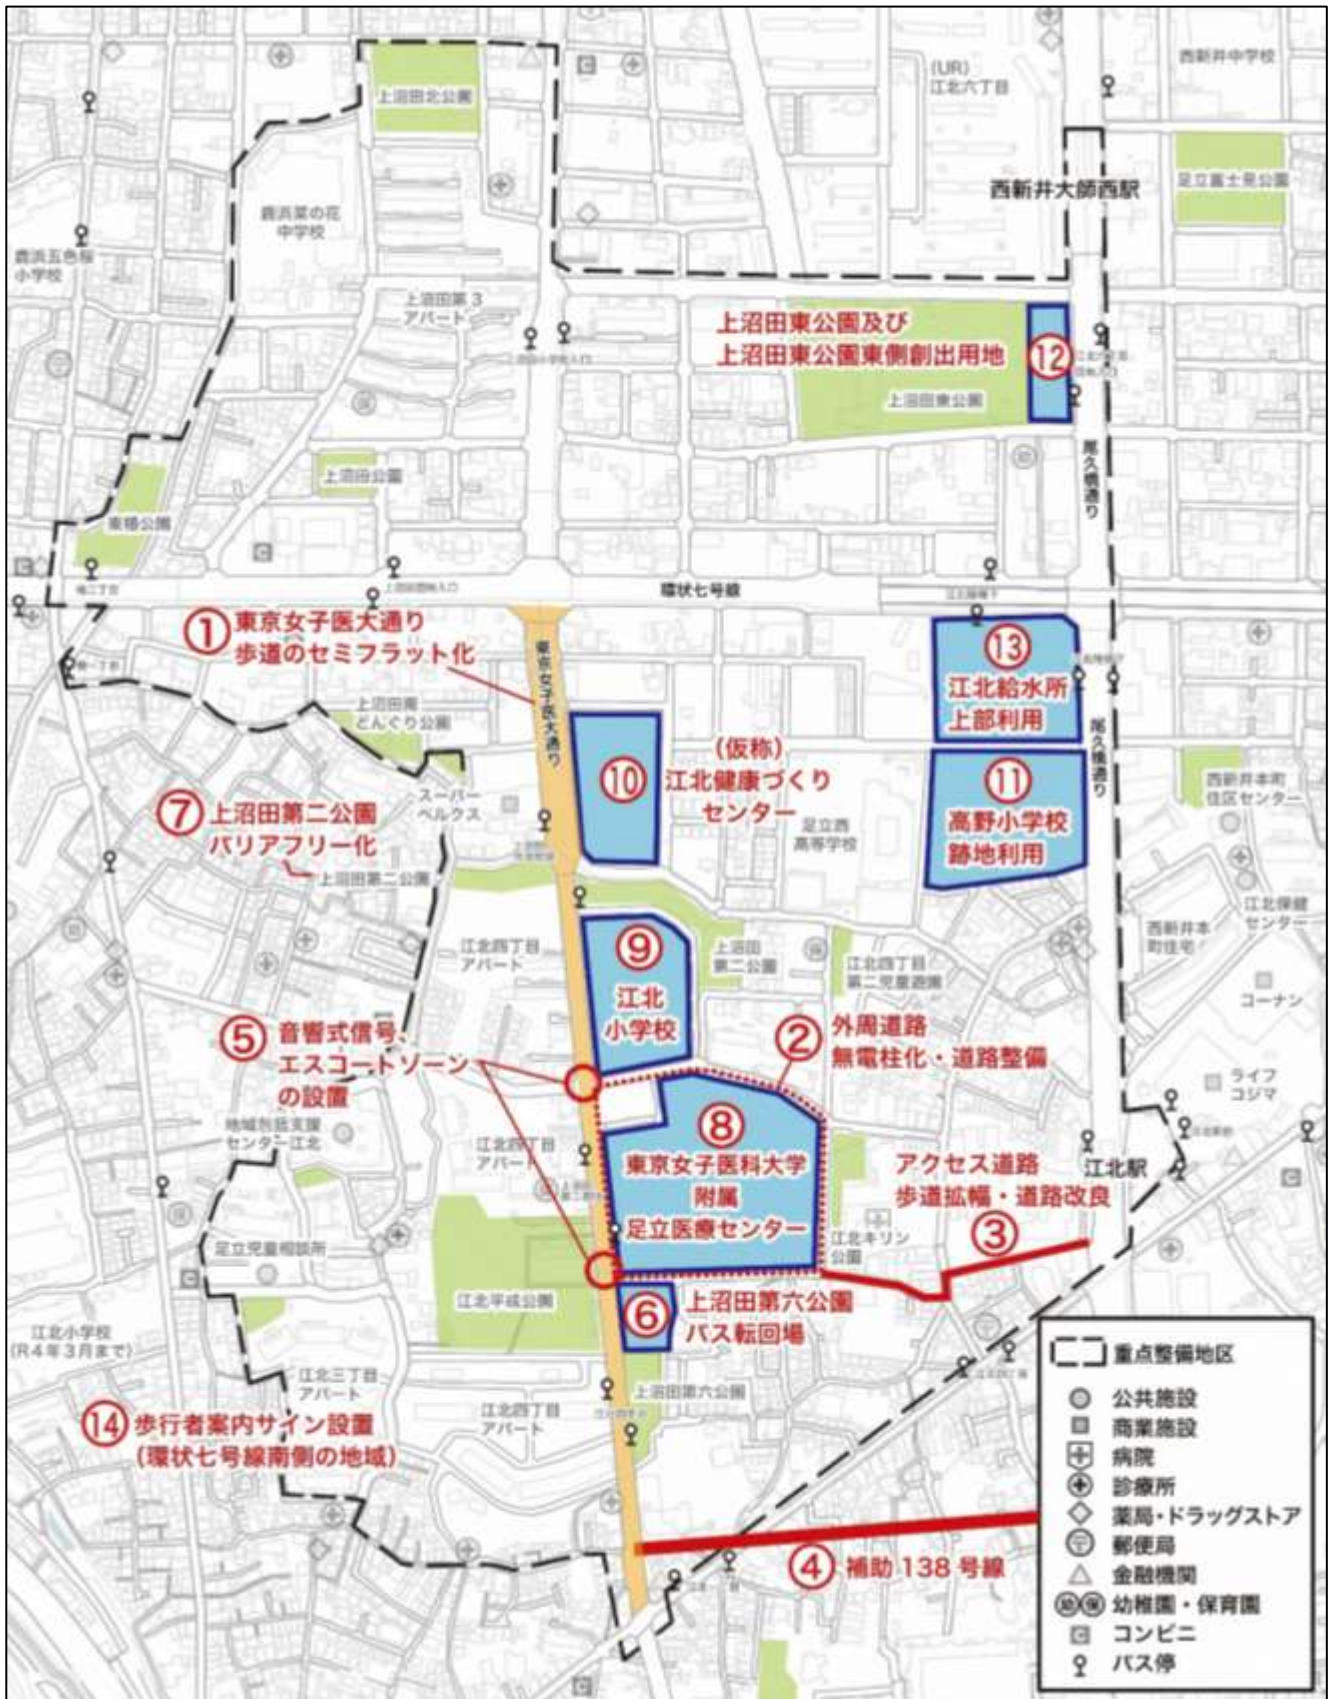 西新井中学校
(UR)
江北六丁目
上沼田北公園
西新井大師西駅
足立富士見公園
鹿浜菜の花
中学校
鹿浜五色桜
小学校
上沼田第3
アパート
上沼田東公園及び
上沼田東公園東側創出用地
⑫
上沼田東公園
尾久橋通り
上沼田公園
東椿公園
環状七号線
① 東京女子医大通り
歩道のセミフラット化
東京女子医大通り
⑬
江北給水所
上部利用
上沼田南
どんぐり公園
尾久橋通り
⑩
(仮称)
江北健康づくり
センター
⑪
高野小学校
跡地利用
スーパー
ベルクス
足立西
高等学校
西新井本町
住区センター
⑦ 上沼田第二公園
バリアフリー化
上沼田第二公園
江北保健
センター
西新井本
町住宅
⑨
江北
小学校
江北四丁目
アパート
上沼田
第二公園
江北四丁目
第二児童遊園
コーナン
⑤ 音響式信号、
エスコートゾーン
の設置
② 外周道路
無電柱化・道路整備
ライフ
コジマ
地域包括支援
センター江北
江北四丁目
アパート
⑧
東京女子医科大学
附属
足立医療センター
アクセス道路
歩道拡幅・道路改良
③
江北駅
足立児童相談所
江北キリン
公園
江北平成公園
⑥
上沼田第六公園
バス転回場
江北小学校
(R4年3月まで)
江北三丁目
アパート
江北四丁目
アパート
上沼田第六公園
⑭ 歩行者案内サイン設置
(環状七号線南側の地域)
④ 補助138号線
重点整備地区
公共施設
商業施設
病院
診療所
薬局・ドラッグストア
郵便局
金融機関
幼保 幼稚園・保育園
C コンビニ
バス停